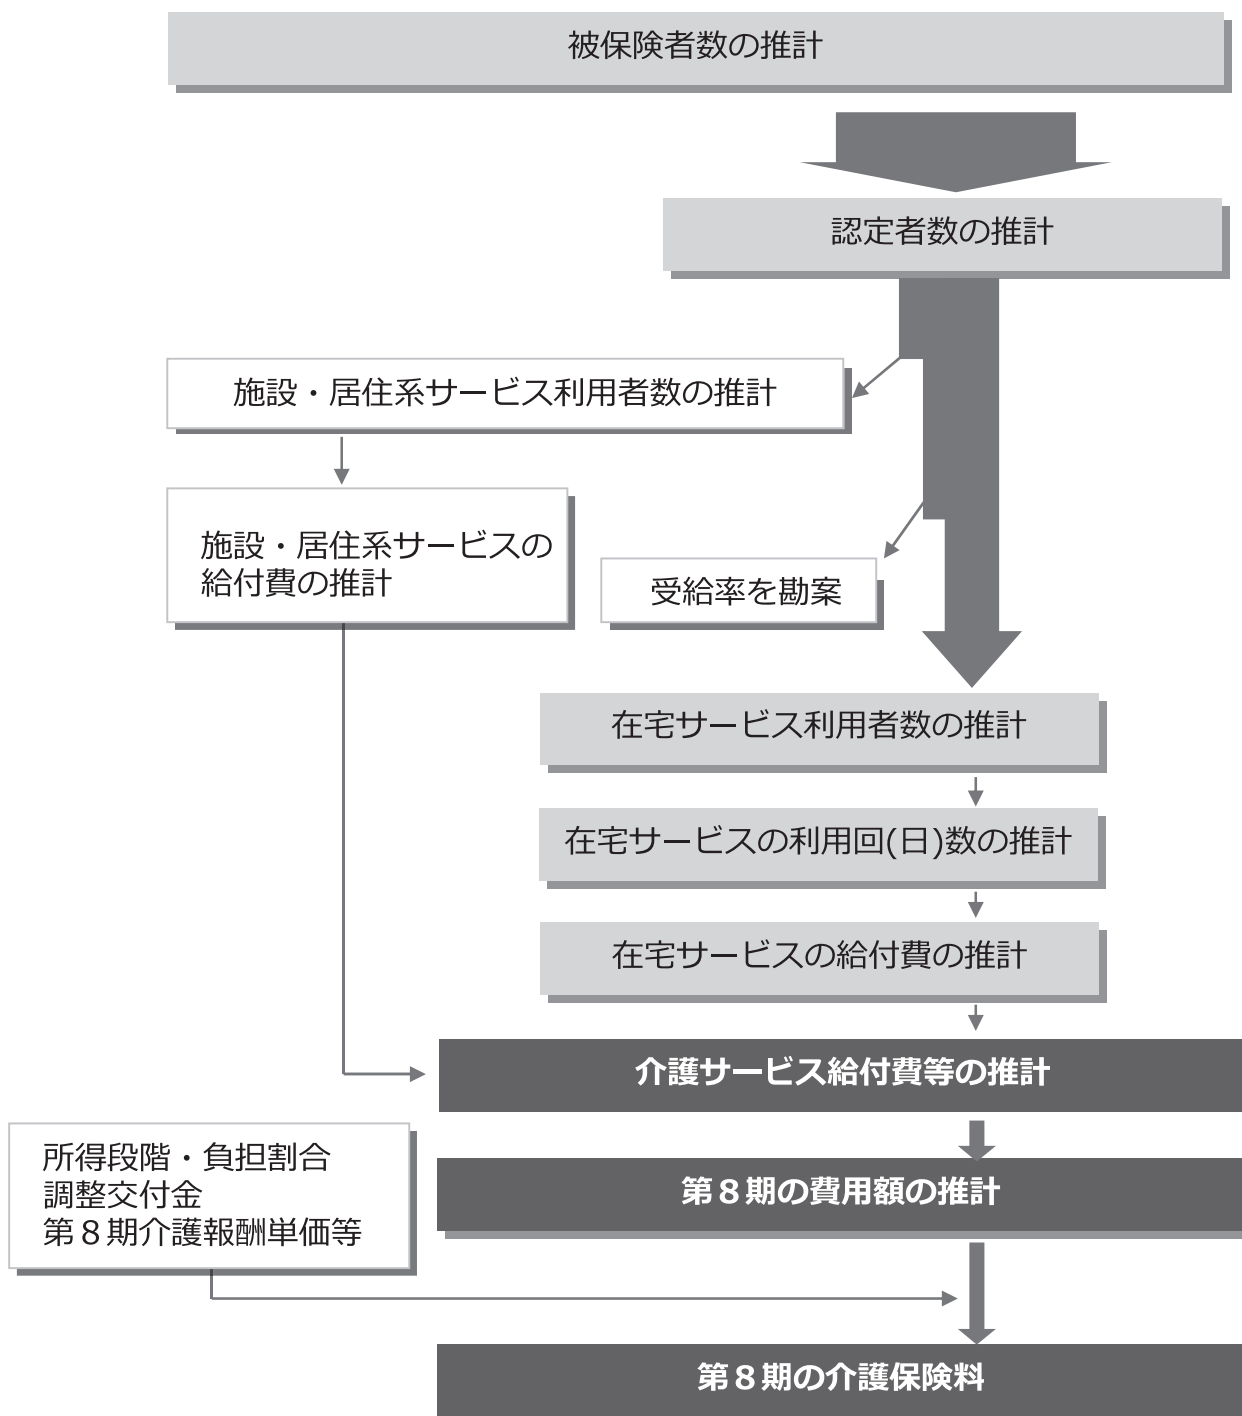 被保険者数の推計
認定者数の推計
施設・居住系サービス利用者数の推計
施設・居住系サービスの
給付費の推計
受給率を勘案
在宅サービス利用者数の推計
在宅サービスの利用回(日)数の推計
在宅サービスの給付費の推計
介護サービス給付費等の推計
所得段階・負担割合
調整交付金
第８期介護報酬単価等
第８期の費用額の推計
第８期の介護保険料